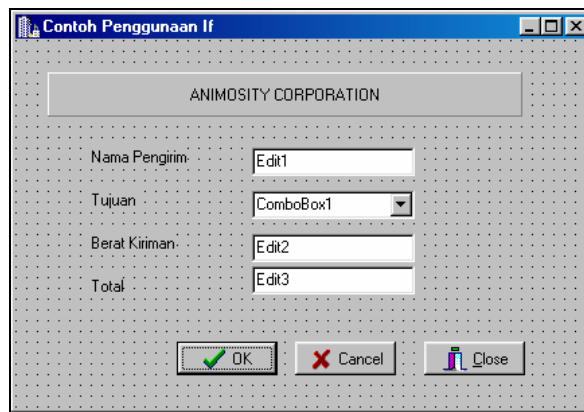 Contoh Penggunaan If
ANIMOSITY CORPORATION
Nama Pengirim Edit1
Tujuan ComboBox1
Berat Kiriman Edit2
Total Edit3
OK Cancel Close